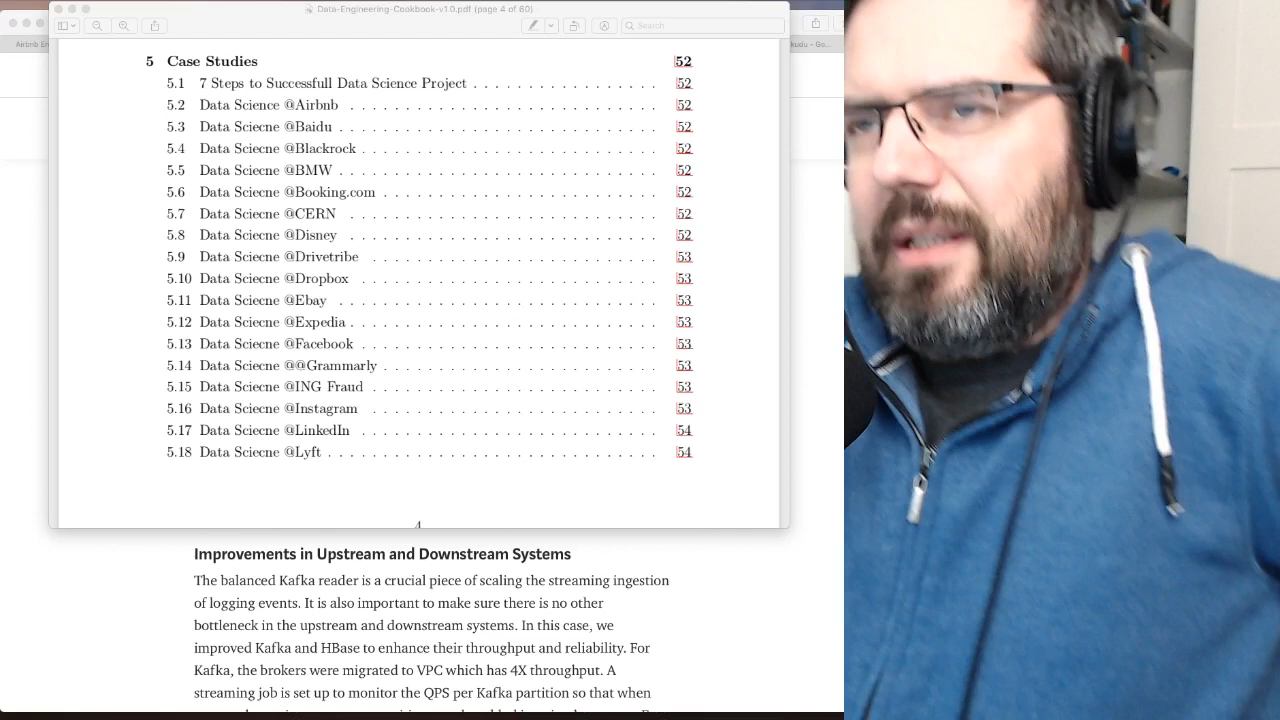 Data-Engineering-Cookbook-v1.0.pdf (page 4 of 60)
Search
Airbnb En
kudu - Go...
5 Case Studies 52
5.1 7 Steps to Successfull Data Science Project . . . . . . . . . . . . . . . . . 52
5.2 Data Science @Airbnb . . . . . . . . . . . . . . . . . . . . . . . . . . . . 52
5.3 Data Sciecne @Baidu . . . . . . . . . . . . . . . . . . . . . . . . . . . . . 52
5.4 Data Sciecne @Blackrock . . . . . . . . . . . . . . . . . . . . . . . . . . . 52
5.5 Data Sciecne @BMW . . . . . . . . . . . . . . . . . . . . . . . . . . . . . 52
5.6 Data Sciecne @Booking.com . . . . . . . . . . . . . . . . . . . . . . . . . 52
5.7 Data Sciecne @CERN . . . . . . . . . . . . . . . . . . . . . . . . . . . . 52
5.8 Data Sciecne @Disney . . . . . . . . . . . . . . . . . . . . . . . . . . . . 52
5.9 Data Sciecne @Drivetribe . . . . . . . . . . . . . . . . . . . . . . . . . . 53
5.10 Data Sciecne @Dropbox . . . . . . . . . . . . . . . . . . . . . . . . . . . 53
5.11 Data Sciecne @Ebay . . . . . . . . . . . . . . . . . . . . . . . . . . . . . 53
5.12 Data Sciecne @Expedia . . . . . . . . . . . . . . . . . . . . . . . . . . . . 53
5.13 Data Sciecne @Facebook . . . . . . . . . . . . . . . . . . . . . . . . . . . 53
5.14 Data Sciecne @@Grammarly . . . . . . . . . . . . . . . . . . . . . . . . . 53
5.15 Data Sciecne @ING Fraud . . . . . . . . . . . . . . . . . . . . . . . . . . 53
5.16 Data Sciecne @Instagram . . . . . . . . . . . . . . . . . . . . . . . . . . 53
5.17 Data Sciecne @LinkedIn . . . . . . . . . . . . . . . . . . . . . . . . . . . 54
5.18 Data Sciecne @Lyft . . . . . . . . . . . . . . . . . . . . . . . . . . . . . . 54
4
Improvements in Upstream and Downstream Systems
The balanced Kafka reader is a crucial piece of scaling the streaming ingestion
of logging events. It is also important to make sure there is no other
bottleneck in the upstream and downstream systems. In this case, we
improved Kafka and HBase to enhance their throughput and reliability. For
Kafka, the brokers were migrated to VPC which has 4X throughput. A
streaming job is set up to monitor the QPS per Kafka partition so that when